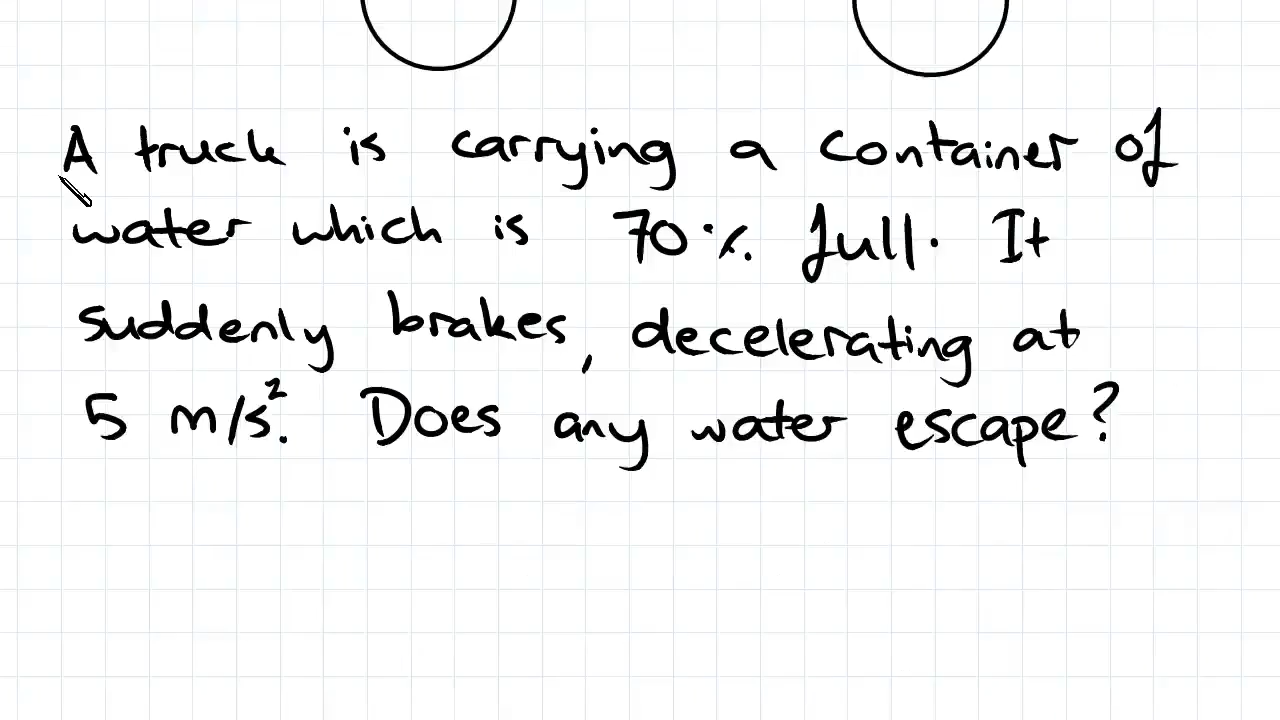 A truck is carrying a container of
water which is 70%. full. It
suddenly brakes, decelerating at
5 m/s². Does any water escape?